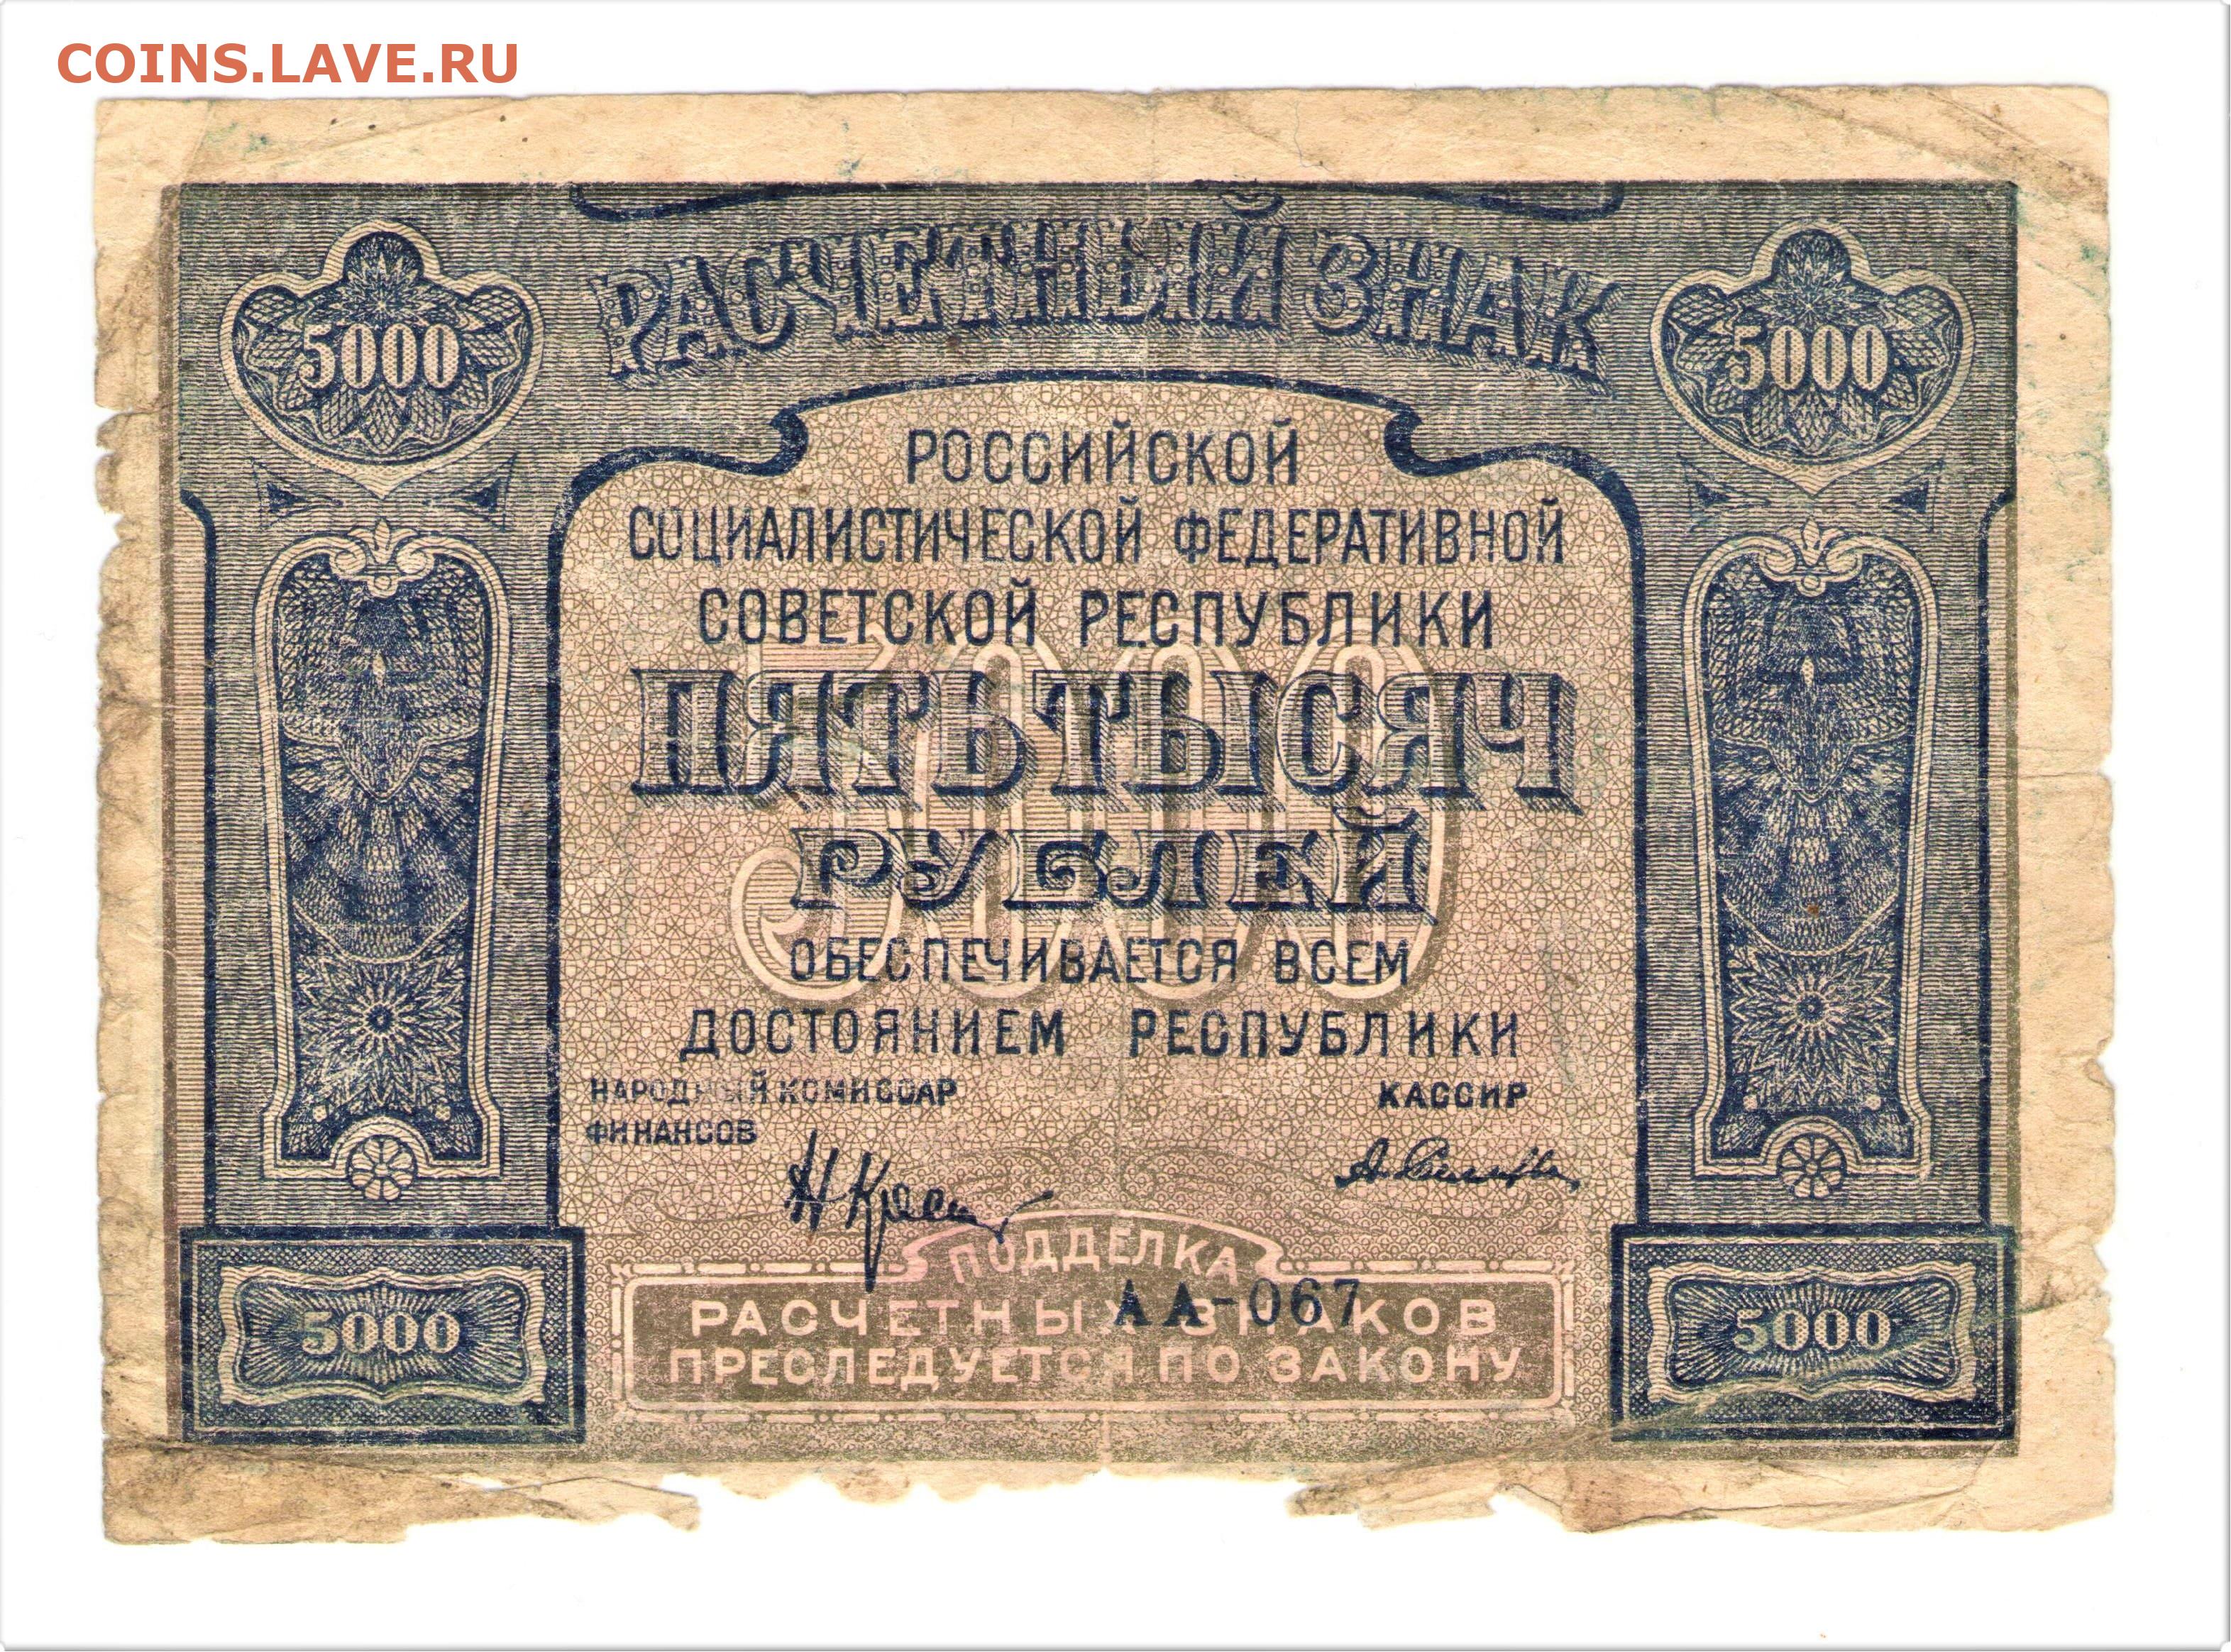 COINS.LAVE.RU
РАСЧЕТНЫЙ ЗНАК
5000 5000
РОССИЙСКОЙ
СОЦИАЛИСТИЧЕСКОЙ ФЕДЕРАТИВНОЙ
СОВЕТСКОЙ РЕСПУБЛИКИ
5000
ПЯТЬ ТЫСЯЧ
РУБЛЕЙ
ОБЕСПЕЧИВАЕТСЯ ВСЕМ
ДОСТОЯНИЕМ РЕСПУБЛИКИ
НАРОДНЫЙ КОМИССАР
ФИНАНСОВ
КАССИР
ПОДДЕЛКА
АА-067
РАСЧЕТНЫХ ЗНАКОВ
ПРЕСЛЕДУЕТСЯ ПО ЗАКОНУ
5000 5000